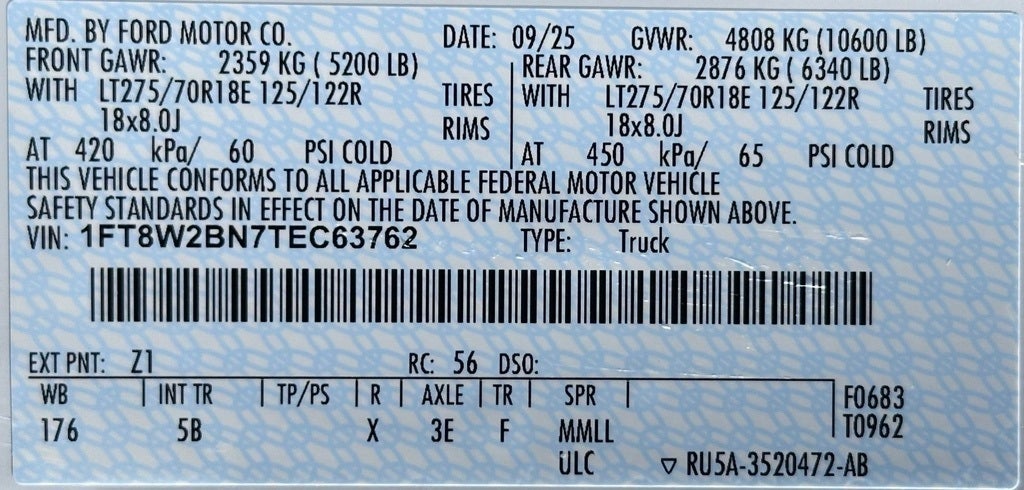 MFD. BY FORD MOTOR CO. DATE: 09/25 GVWR: 4808 KG (10600 LB)
FRONT GAWR: 2359 KG ( 5200 LB) REAR GAWR: 2876 KG ( 6340 LB)
WITH LT275/70R18E 125/122R TIRES WITH LT275/70R18E 125/122R TIRES
18x8.0J RIMS 18x8.0J RIMS
AT 420 kPa/ 60 PSI COLD AT 450 kPa/ 65 PSI COLD
THIS VEHICLE CONFORMS TO ALL APPLICABLE FEDERAL MOTOR VEHICLE
SAFETY STANDARDS IN EFFECT ON THE DATE OF MANUFACTURE SHOWN ABOVE.
VIN: 1FT8W2BN7TEC63762 TYPE: Truck
EXT PNT: Z1 RC: 56 DSO:
WB INT TR TP/PS R AXLE TR SPR F0683
176 5B X 3E F MMLL T0962
ULC ▽ RU5A-3520472-AB